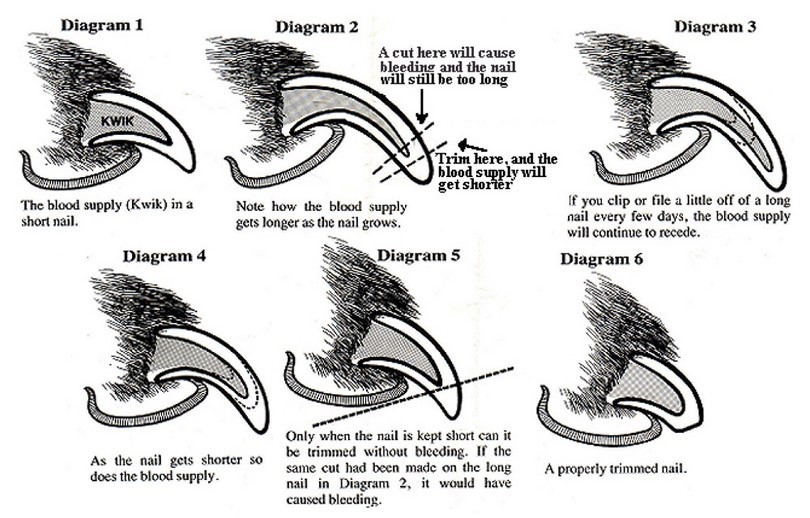 Diagram 1
KWIK
The blood supply (Kwik) in a
short nail.
Diagram 2
A cut here will cause
bleeding and the nail
will still be too long
Trim here, and the
blood supply will
get shorter
Note how the blood supply
gets longer as the nail grows.
Diagram 3
If you clip or file a little off of a long
nail every few days, the blood supply
will continue to recede.
Diagram 4
As the nail gets shorter so
does the blood supply.
Diagram 5
Only when the nail is kept short can it
be trimmed without bleeding. If the
same cut had been made on the long
nail in Diagram 2, it would have
caused bleeding.
Diagram 6
A properly trimmed nail.